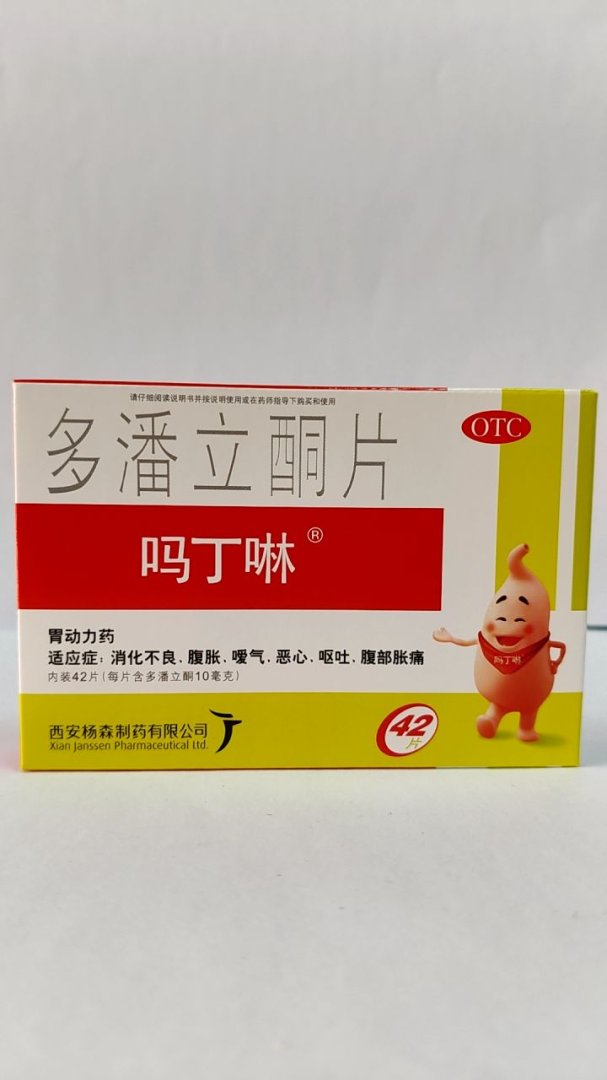 请仔细阅读说明书并按说明使用或在药师指导下购买和使用
多潘立酮片
OTC
吗丁啉®
胃动力药
适应症：消化不良、腹胀、嗳气、恶心、呕吐、腹部胀痛
内装42片(每片含多潘立酮10毫克)
吗丁啉
西安杨森制药有限公司
Xian Janssen Pharmaceutical Ltd.
42
片